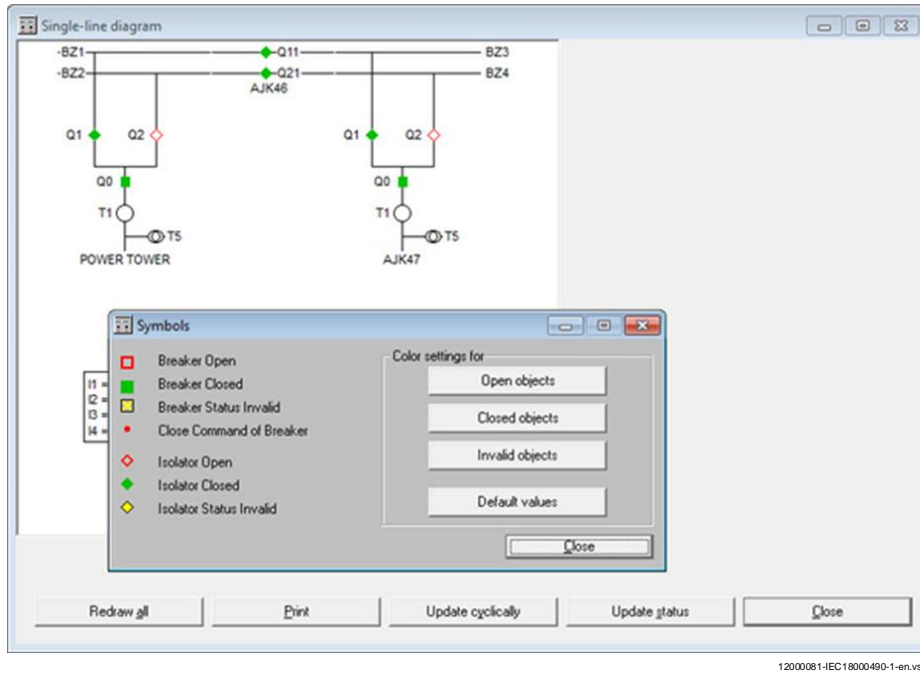 Single-line diagram
-BZ1 Q11 BZ3
-BZ2 Q21 BZ4
AJK46
Q1 Q2 Q1 Q2
Q0 Q0
T1 T1
T5 T5
POWER TOWER AJK47
Symbols
Breaker Open
Breaker Closed
Breaker Status Invalid
Close Command of Breaker
Isolator Open
Isolator Closed
Isolator Status Invalid
Color settings for
Open objects
Closed objects
Invalid objects
Default values
Close
I1 =
I2 =
I3 =
I4 =
Redraw all Print Update cyclically Update status Close
12000081-IEC18000490-1-en.vs